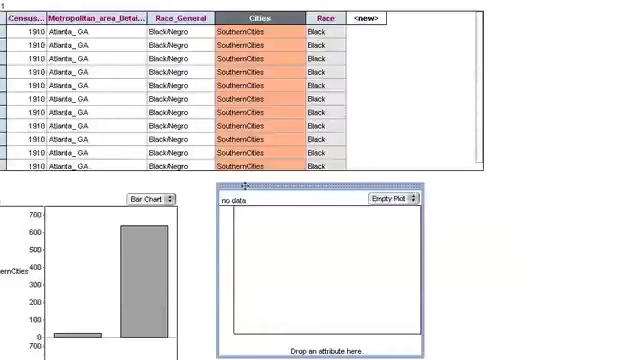 1
Census... Metropolitan_area_Detai... Race_General Cities Race <new>
1910 Atlanta_ GA Black/Negro SouthernCities Black
1910 Atlanta_ GA Black/Negro SouthernCities Black
1910 Atlanta_ GA Black/Negro SouthernCities Black
1910 Atlanta_ GA Black/Negro SouthernCities Black
1910 Atlanta_ GA Black/Negro SouthernCities Black
1910 Atlanta_ GA Black/Negro SouthernCities Black
1910 Atlanta_ GA Black/Negro SouthernCities Black
1910 Atlanta_ GA Black/Negro SouthernCities Black
1910 Atlanta_ GA Black/Negro SouthernCities Black
1910 Atlanta_ GA Black/Negro SouthernCities Black
1910 Atlanta_ GA Black/Negro SouthernCities Black
Bar Chart
700
600
500
400
ernCities
300
200
100
0
700
no data
Empty Plot
Drop an attribute here.